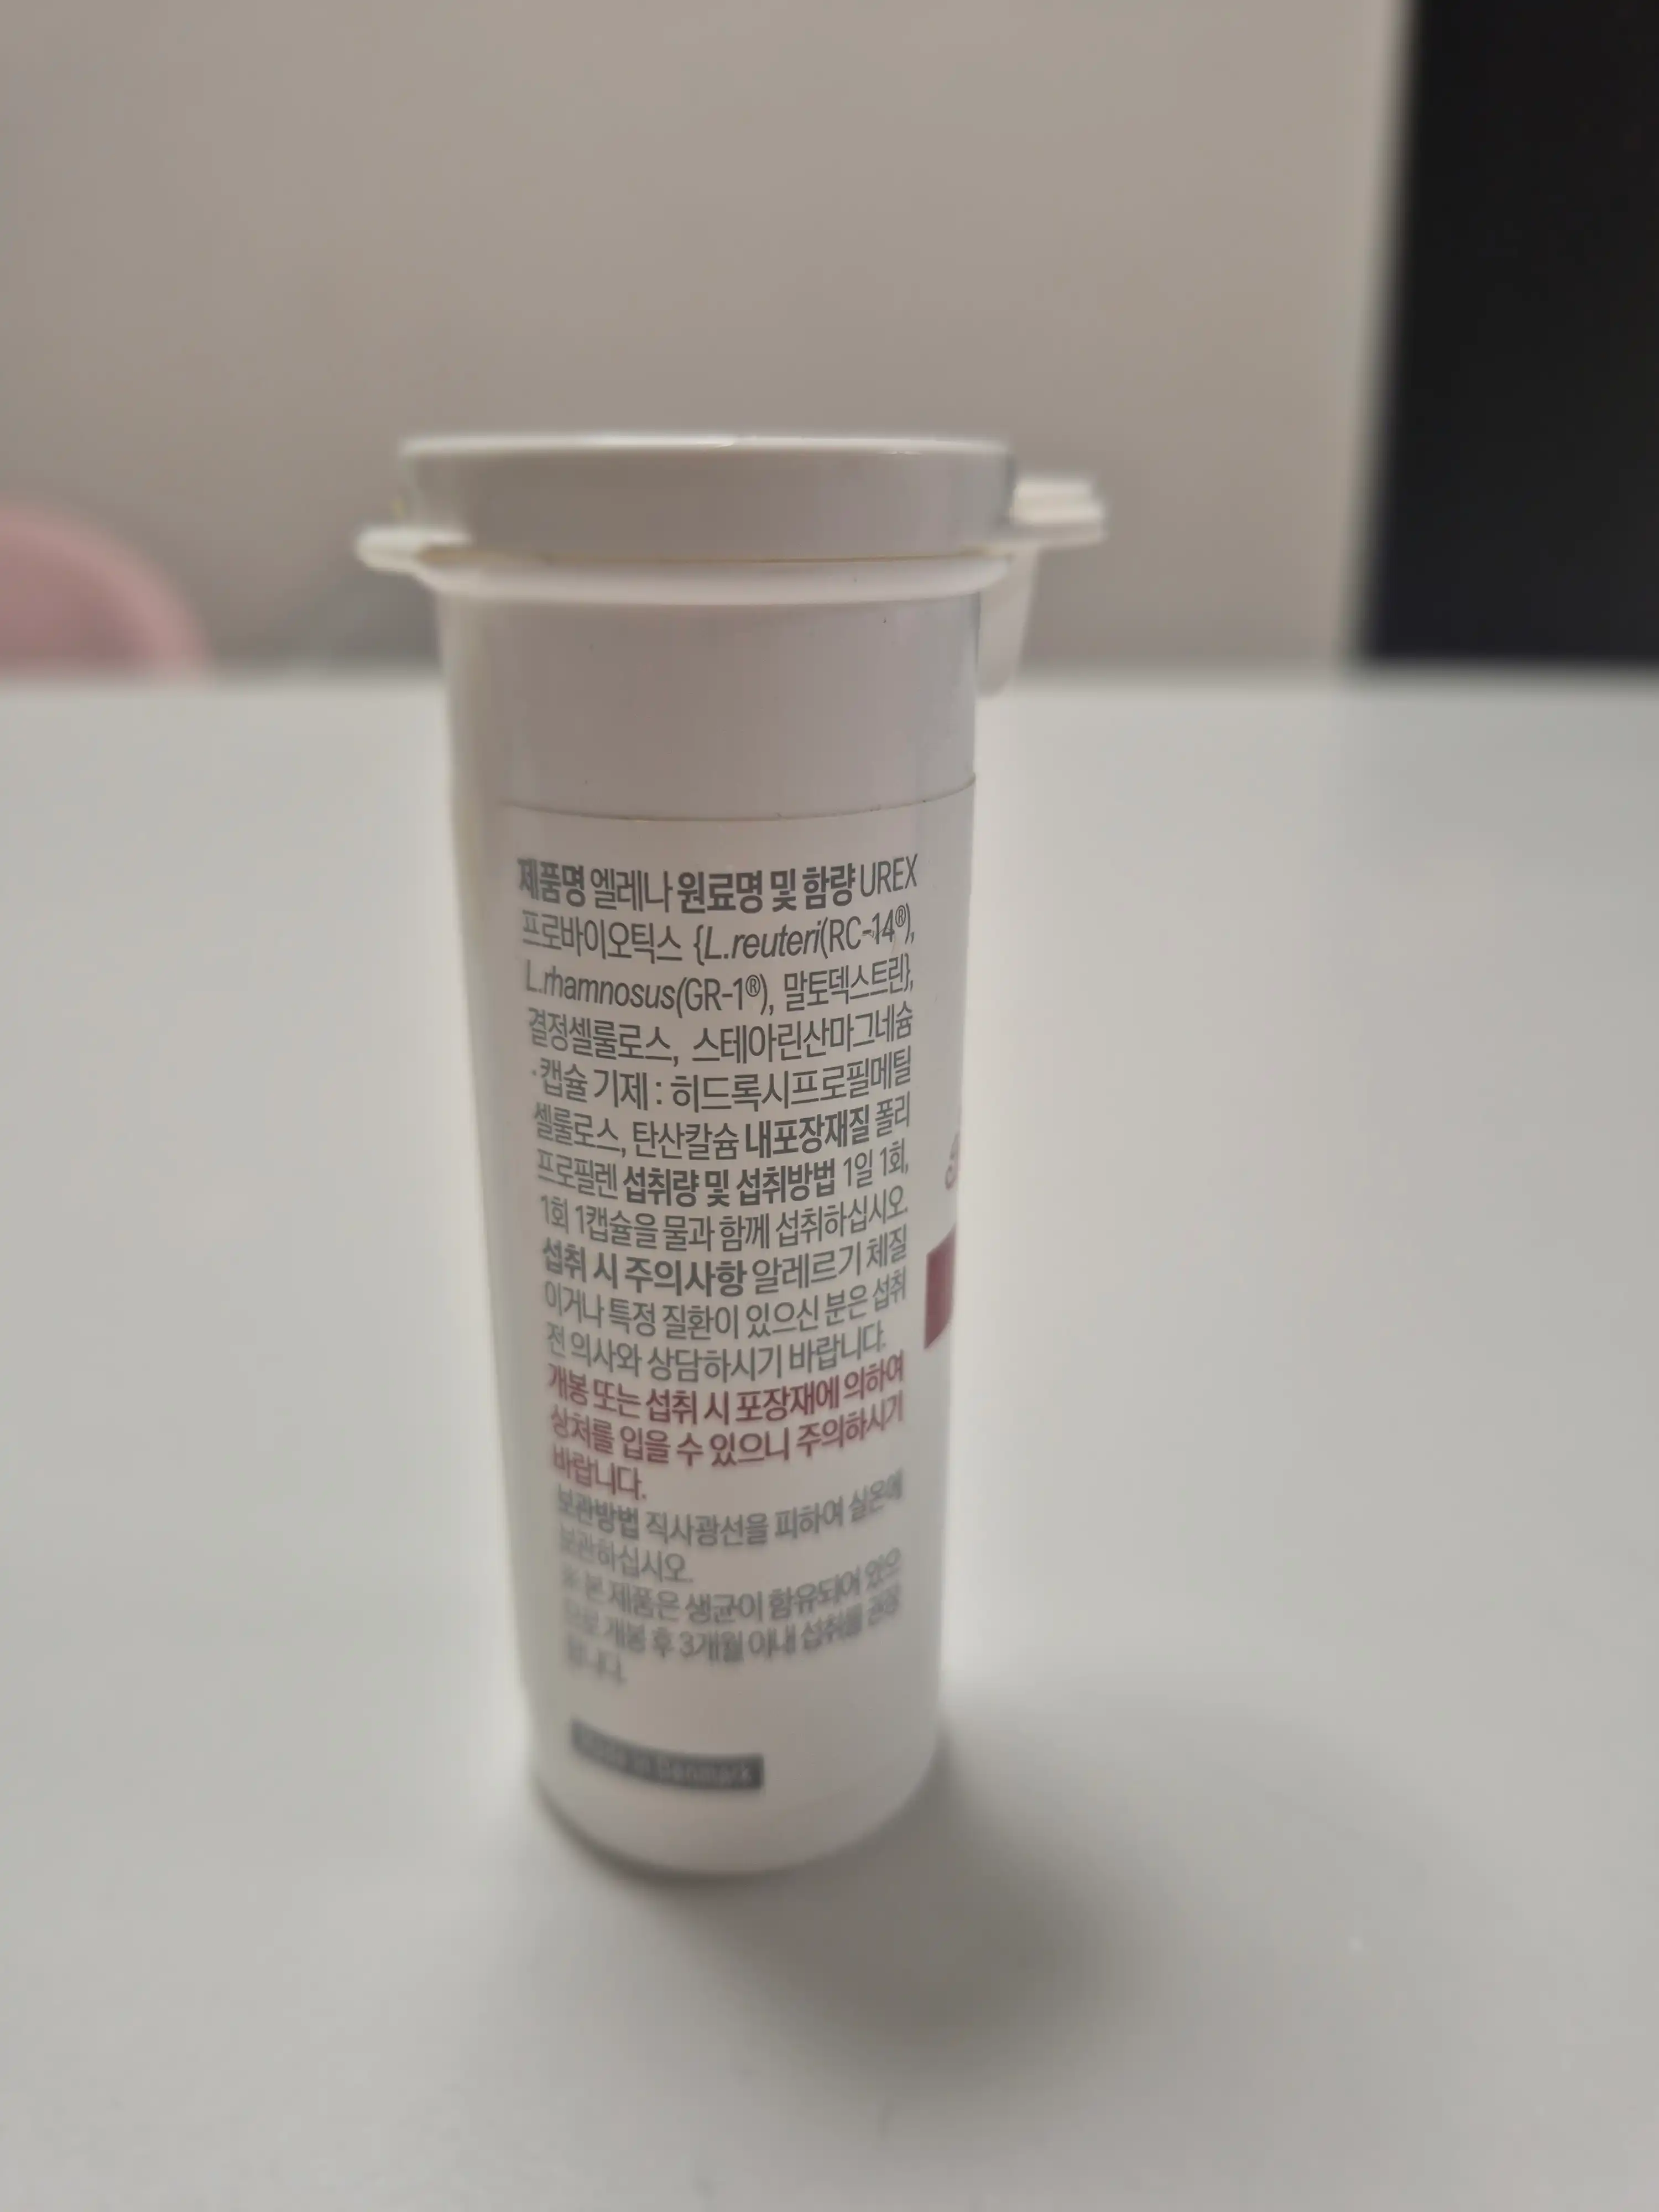 제품명 엘레나 원료명 및 함량 UREX
프로바이오틱스 {L.reuteri(RC-14®),
L.rhamnosus(GR-1®), 말토덱스트린},
결정셀룰로스, 스테아린산마그네슘
·캡슐 기제 : 히드록시프로필메틸
셀룰로스, 탄산칼슘 내포장재질 폴리
프로필렌 섭취량 및 섭취방법 1일 1회,
1회 1캡슐을 물과 함께 섭취하십시오.
섭취 시 주의사항 알레르기 체질
이거나 특정 질환이 있으신 분은 섭취
전 의사와 상담하시기 바랍니다.
개봉 또는 섭취 시 포장재에 의하여
상처를 입을 수 있으니 주의하시기
바랍니다.
보관방법 직사광선을 피하여 실온에
보관하십시오.
※ 본 제품은 생균이 함유되어 있으
므로 개봉 후 3개월 이내 섭취를 권장
합니다.
Made in Denmark